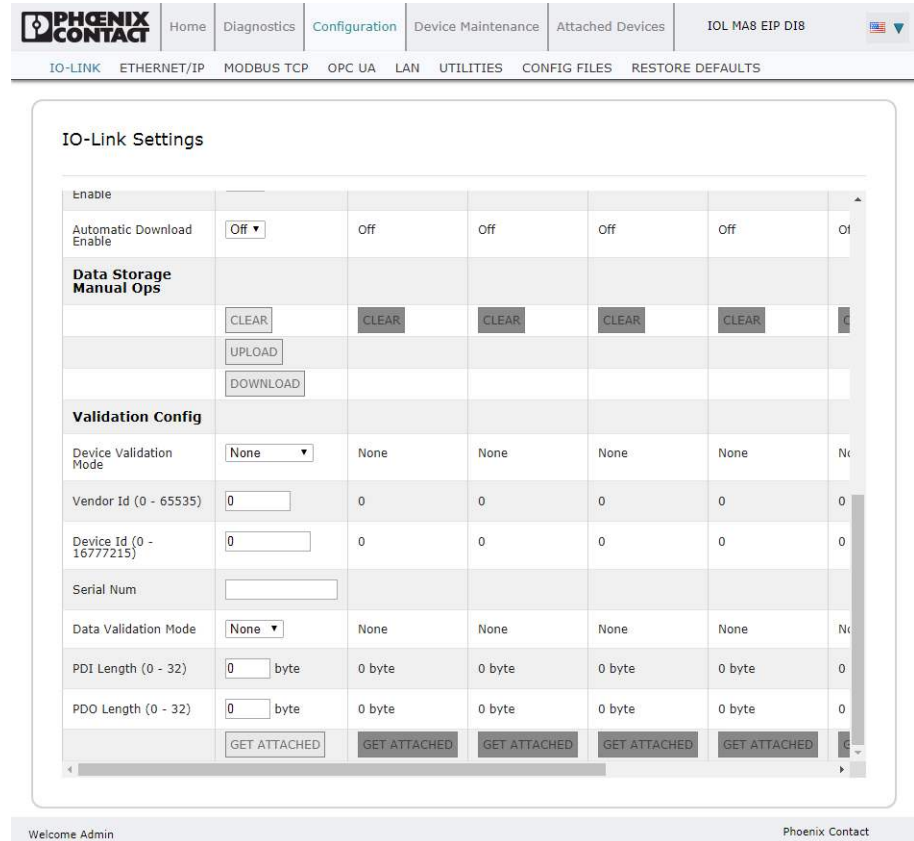 PHŒNIX CONTACT
Home Diagnostics Configuration Device Maintenance Attached Devices IOL MA8 EIP DI8
IO-LINK ETHERNET/IP MODBUS TCP OPC UA LAN UTILITIES CONFIG FILES RESTORE DEFAULTS
IO-Link Settings
Enable
Automatic Download Enable Off Off Off Off Off
Data Storage Manual Ops
CLEAR CLEAR CLEAR CLEAR CLEAR
UPLOAD
DOWNLOAD
Validation Config
Device Validation Mode None None None None None
Vendor Id (0 - 65535) 0 0 0 0 0 0
Device Id (0 - 16777215) 0 0 0 0 0 0
Serial Num
Data Validation Mode None None None None None
PDI Length (0 - 32) 0 byte 0 byte 0 byte 0 byte 0 byte 0
PDO Length (0 - 32) 0 byte 0 byte 0 byte 0 byte 0 byte 0
GET ATTACHED GET ATTACHED GET ATTACHED GET ATTACHED GET ATTACHED
Welcome Admin Phoenix Contact